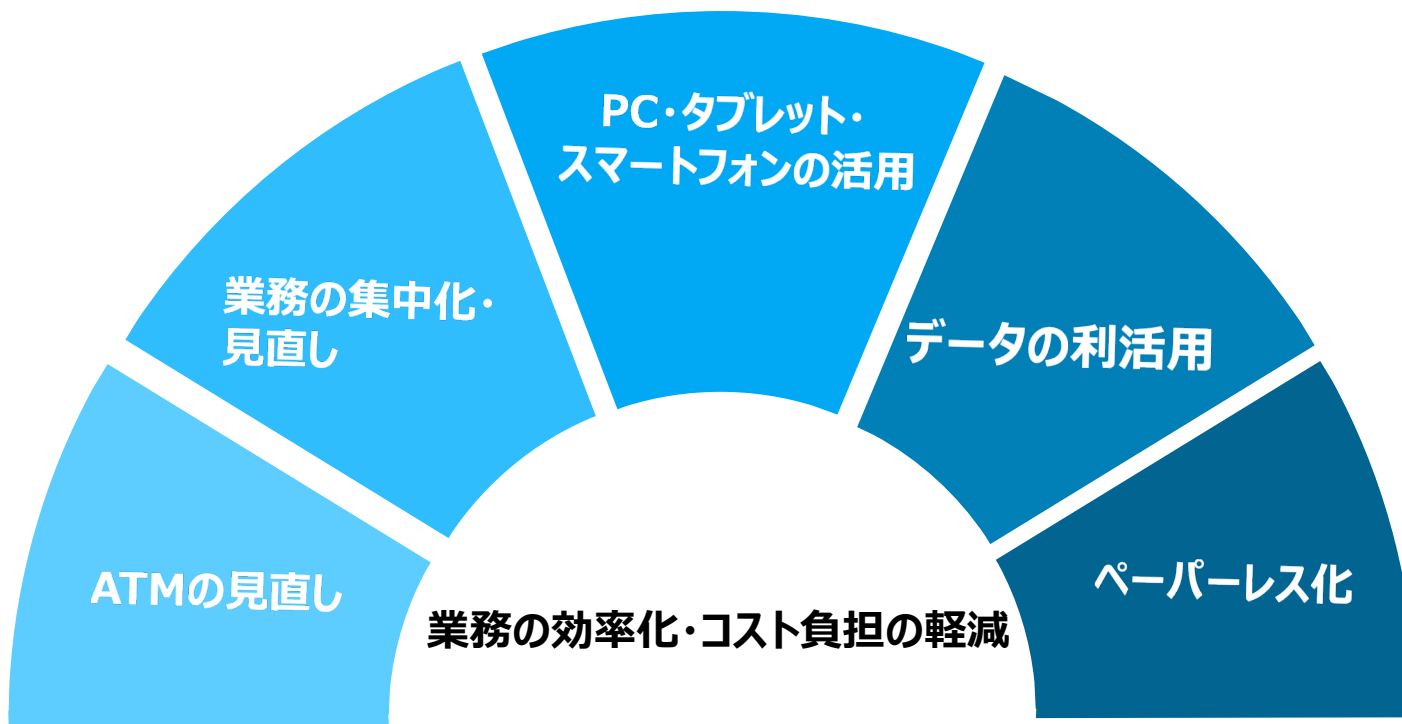 PC・タブレット・
スマートフォンの活用
業務の集中化・
見直し
データの利活用
ATMの見直し
ペーパーレス化
業務の効率化・コスト負担の軽減